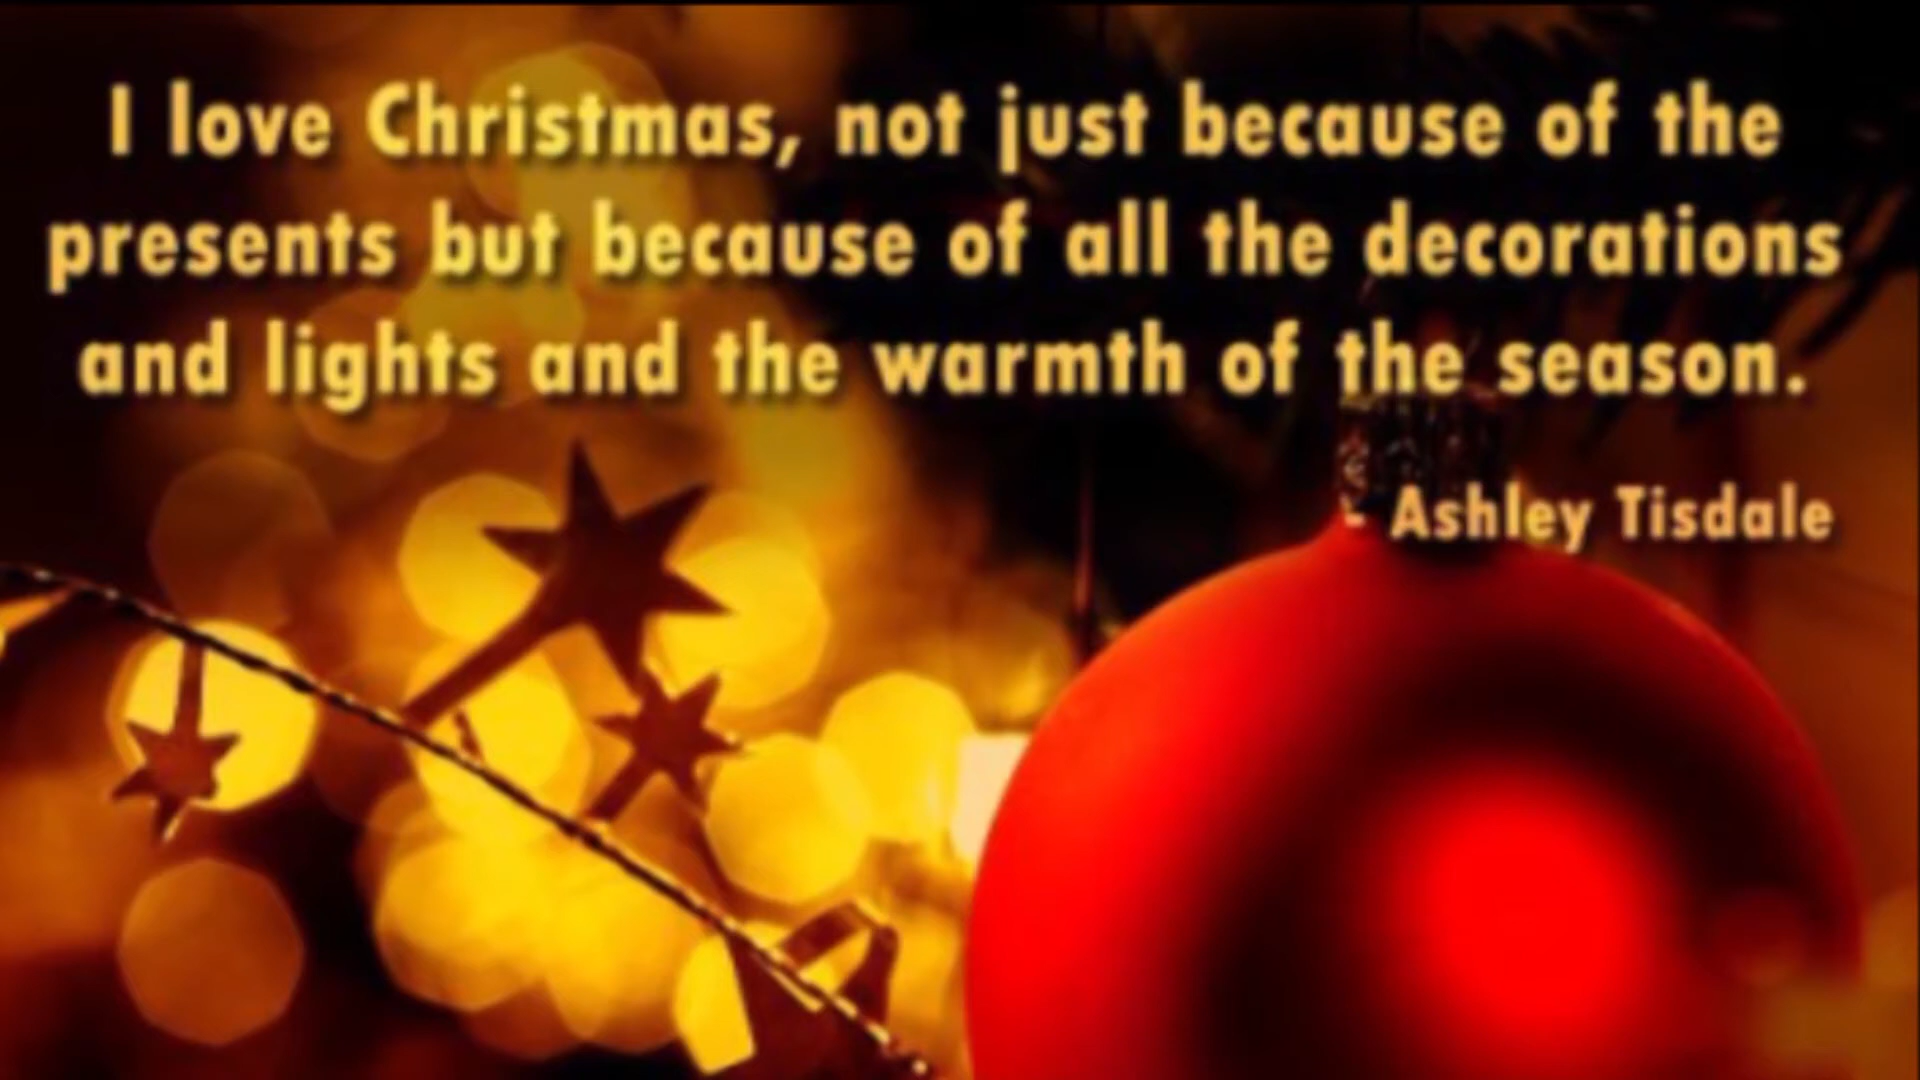 I love Christmas, not just because of the
presents but because of all the decorations
and lights and the warmth of the season.
- Ashley Tisdale